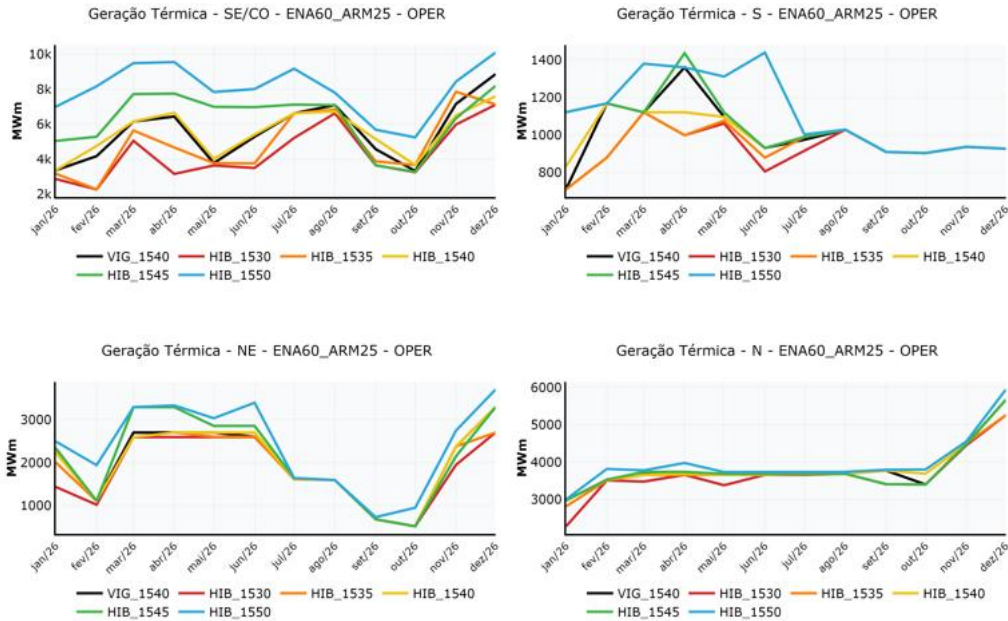 Geração Térmica - SE/CO - ENA60_ARM25 - OPER
10k
8k
6k
4k
2k
MWm
jan/26
fev/26
mar/26
abr/26
mai/26
jun/26
jul/26
ago/26
set/26
out/26
nov/26
dez/26
VIG_1540 HIB_1530 HIB_1535 HIB_1540
HIB_1545 HIB_1550
Geração Térmica - S - ENA60_ARM25 - OPER
1400
1200
1000
800
MWm
jan/26
fev/26
mar/26
abr/26
mai/26
jun/26
jul/26
ago/26
set/26
out/26
nov/26
dez/26
VIG_1540 HIB_1530 HIB_1535 HIB_1540
HIB_1545 HIB_1550
Geração Térmica - NE - ENA60_ARM25 - OPER
3000
2000
1000
MWm
jan/26
fev/26
mar/26
abr/26
mai/26
jun/26
jul/26
ago/26
set/26
out/26
nov/26
dez/26
VIG_1540 HIB_1530 HIB_1535 HIB_1540
HIB_1545 HIB_1550
Geração Térmica - N - ENA60_ARM25 - OPER
6000
5000
4000
3000
MWm
jan/26
fev/26
mar/26
abr/26
mai/26
jun/26
jul/26
ago/26
set/26
out/26
nov/26
dez/26
VIG_1540 HIB_1530 HIB_1535 HIB_1540
HIB_1545 HIB_1550